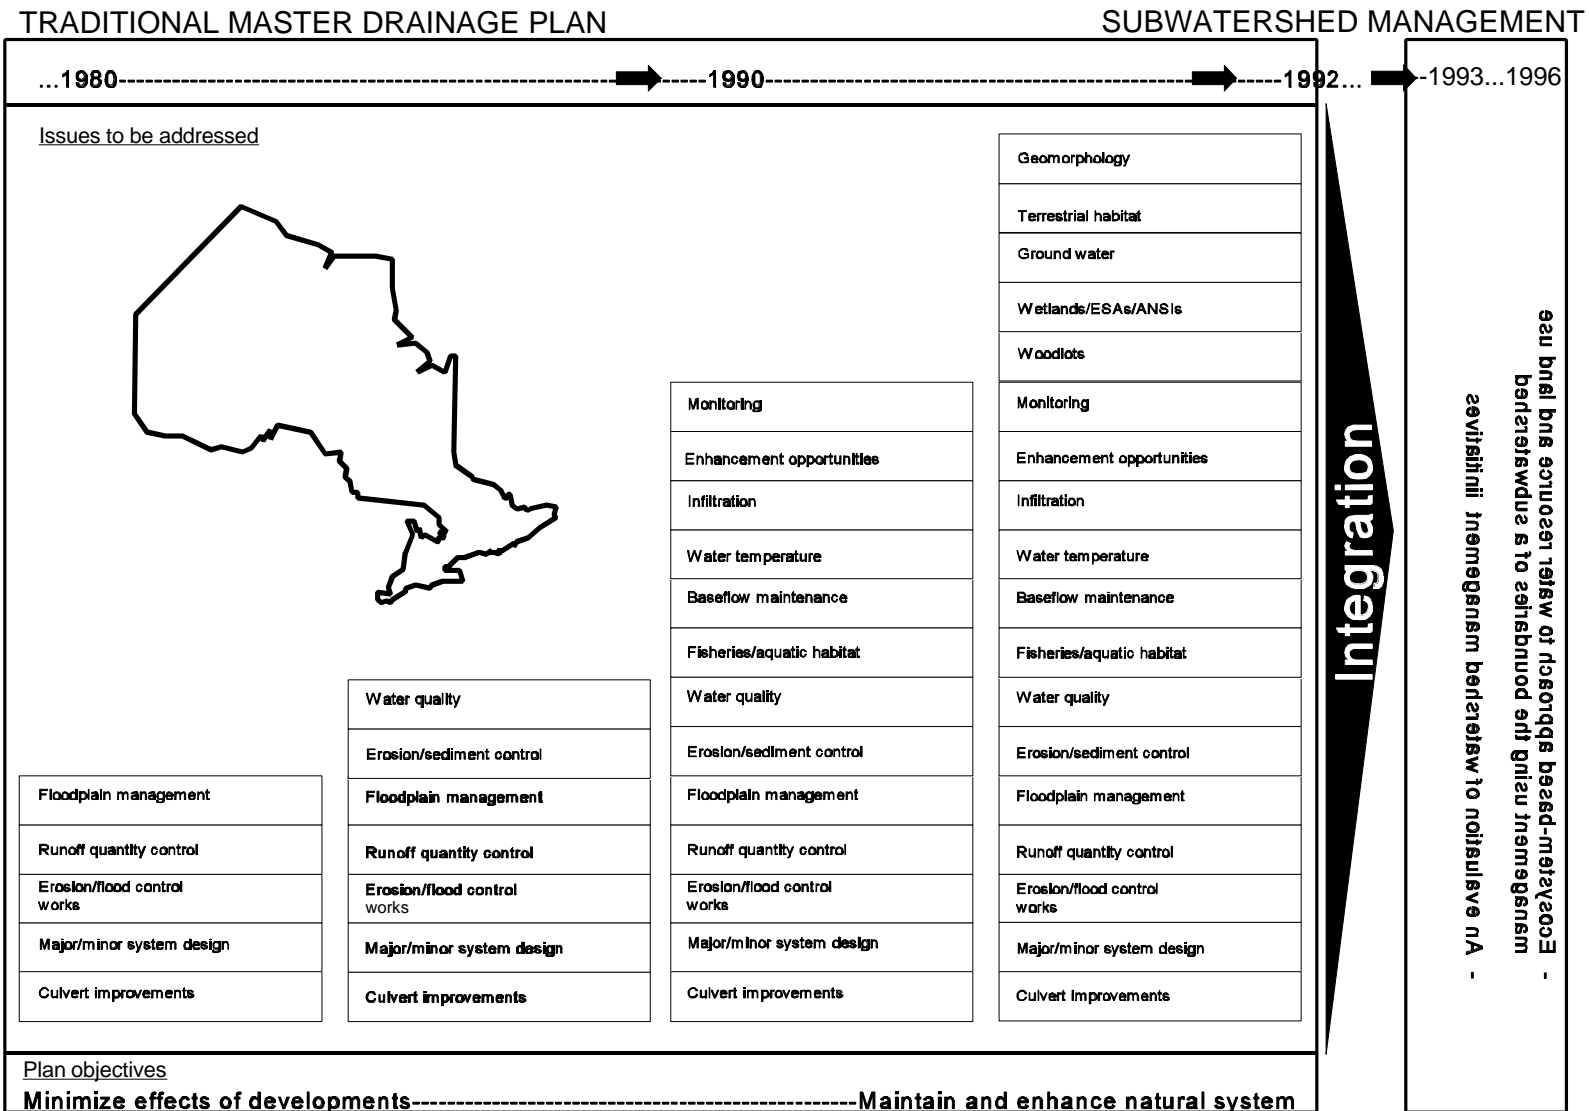 TRADITIONAL MASTER DRAINAGE PLAN
SUBWATERSHED MANAGEMENT
...1980 1990 1992... -1993...1996
Issues to be addressed
Floodplain management
Runoff quantity control
Erosion/flood control
works
Major/minor system design
Culvert improvements
Water quality
Erosion/sediment control
Floodplain management
Runoff quantity control
Erosion/flood control
works
Major/minor system design
Culvert improvements
Monitoring
Enhancement opportunities
Infiltration
Water temperature
Baseflow maintenance
Fisheries/aquatic habitat
Water quality
Erosion/sediment control
Floodplain management
Runoff quantity control
Erosion/flood control
works
Major/minor system design
Culvert improvements
Geomorphology
Terrestrial habitat
Ground water
Wetlands/ESAs/ANSIs
Woodlots
Monitoring
Enhancement opportunities
Infiltration
Water temperature
Baseflow maintenance
Fisheries/aquatic habitat
Water quality
Erosion/sediment control
Floodplain management
Runoff quantity control
Erosion/flood control
works
Major/minor system design
Culvert Improvements
Integration
- Ecosystem-based approach to water resource and land use
management using the boundaries of a subwatershed
- An evaluation of watershed management iinitiatives
Plan objectives
Minimize effects of developments-------------------------------------------Maintain and enhance natural system